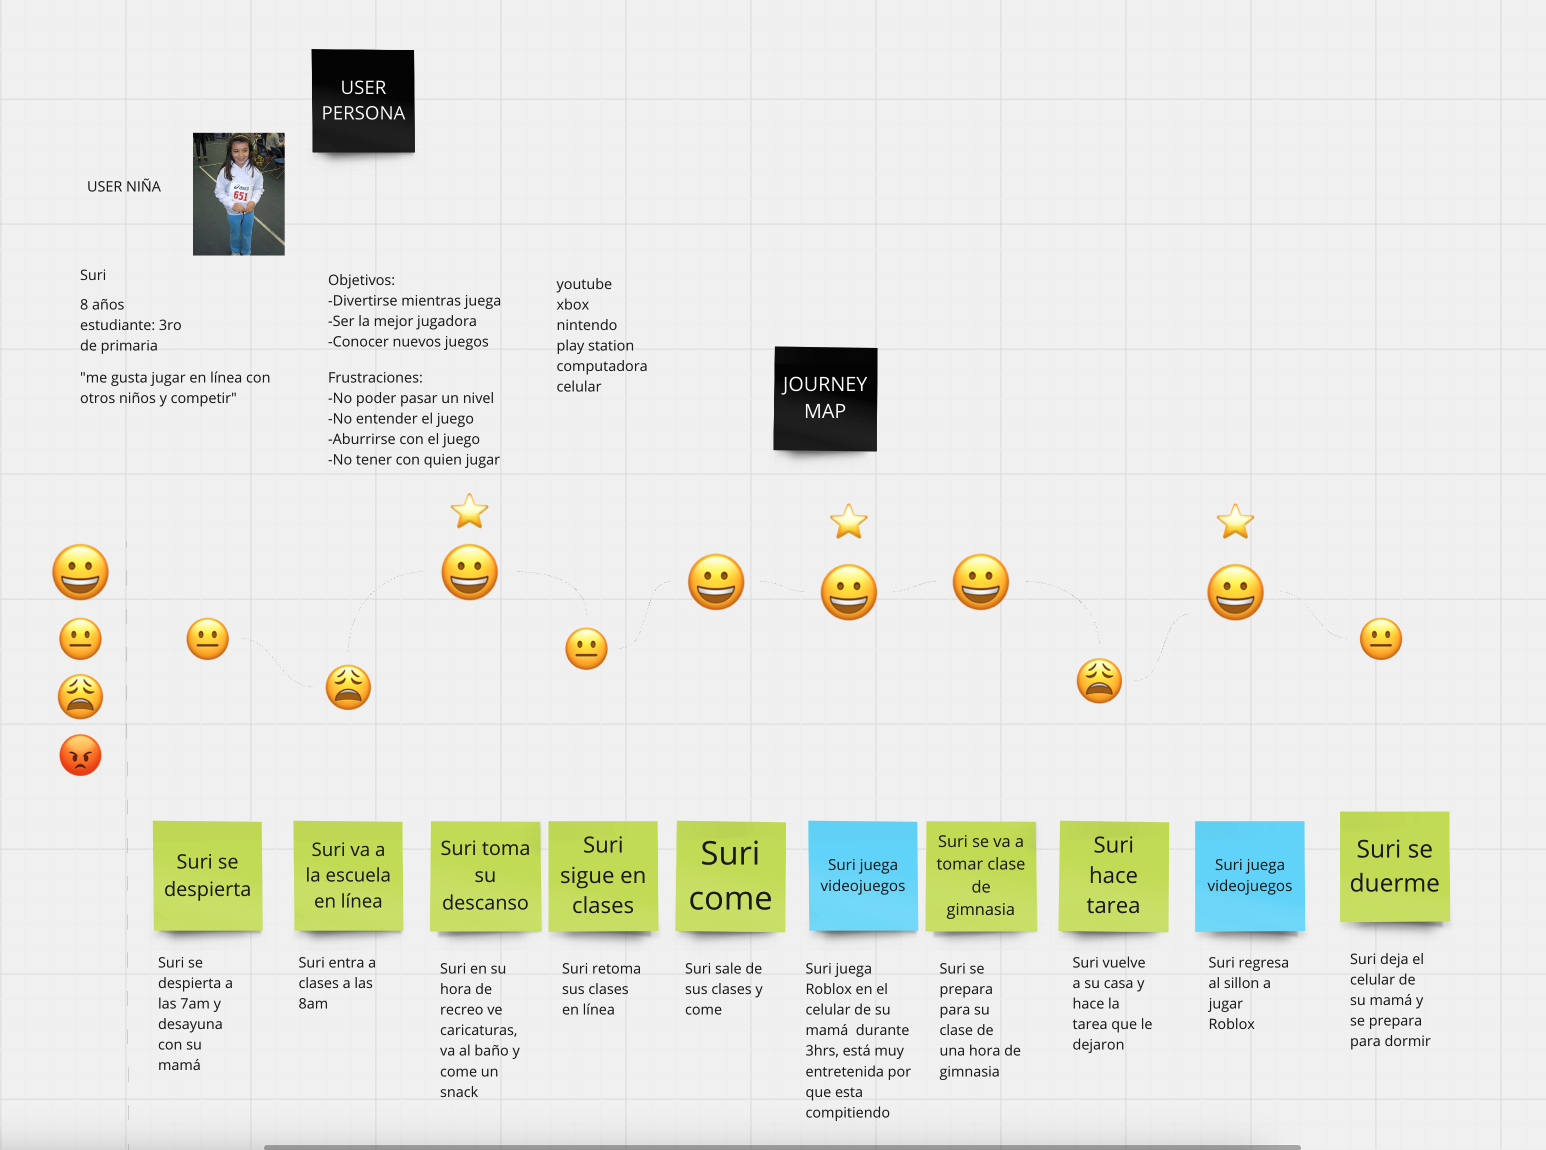 USER
PERSONA
USER NIÑA
651
Suri
8 años
estudiante: 3ro
de primaria
"me gusta jugar en línea con
otros niños y competir"
Objetivos:
-Divertirse mientras juega
-Ser la mejor jugadora
-Conocer nuevos juegos
Frustraciones:
-No poder pasar un nivel
-No entender el juego
-Aburrirse con el juego
-No tener con quien jugar
youtube
xbox
nintendo
play station
computadora
celular
JOURNEY
MAP
Suri se
despierta
Suri va a
la escuela
en línea
Suri toma
su
descanso
Suri
sigue en
clases
Suri
come
Suri juega
videojuegos
Suri se va a
tomar clase
de
gimnasia
Suri
hace
tarea
Suri juega
videojuegos
Suri se
duerme
Suri se
despierta a
las 7am y
desayuna
con su
mamá
Suri entra a
clases a las
8am
Suri en su
hora de
recreo ve
caricaturas,
va al baño y
come un
snack
Suri retoma
sus clases
en línea
Suri sale de
sus clases y
come
Suri juega
Roblox en el
celular de su
mamá durante
3hrs, está muy
entretenida por
que esta
compitiendo
Suri se
prepara
para su
clase de
una hora de
gimnasia
Suri vuelve
a su casa y
hace la
tarea que le
dejaron
Suri regresa
al sillon a
jugar
Roblox
Suri deja el
celular de
su mamá y
se prepara
para dormir